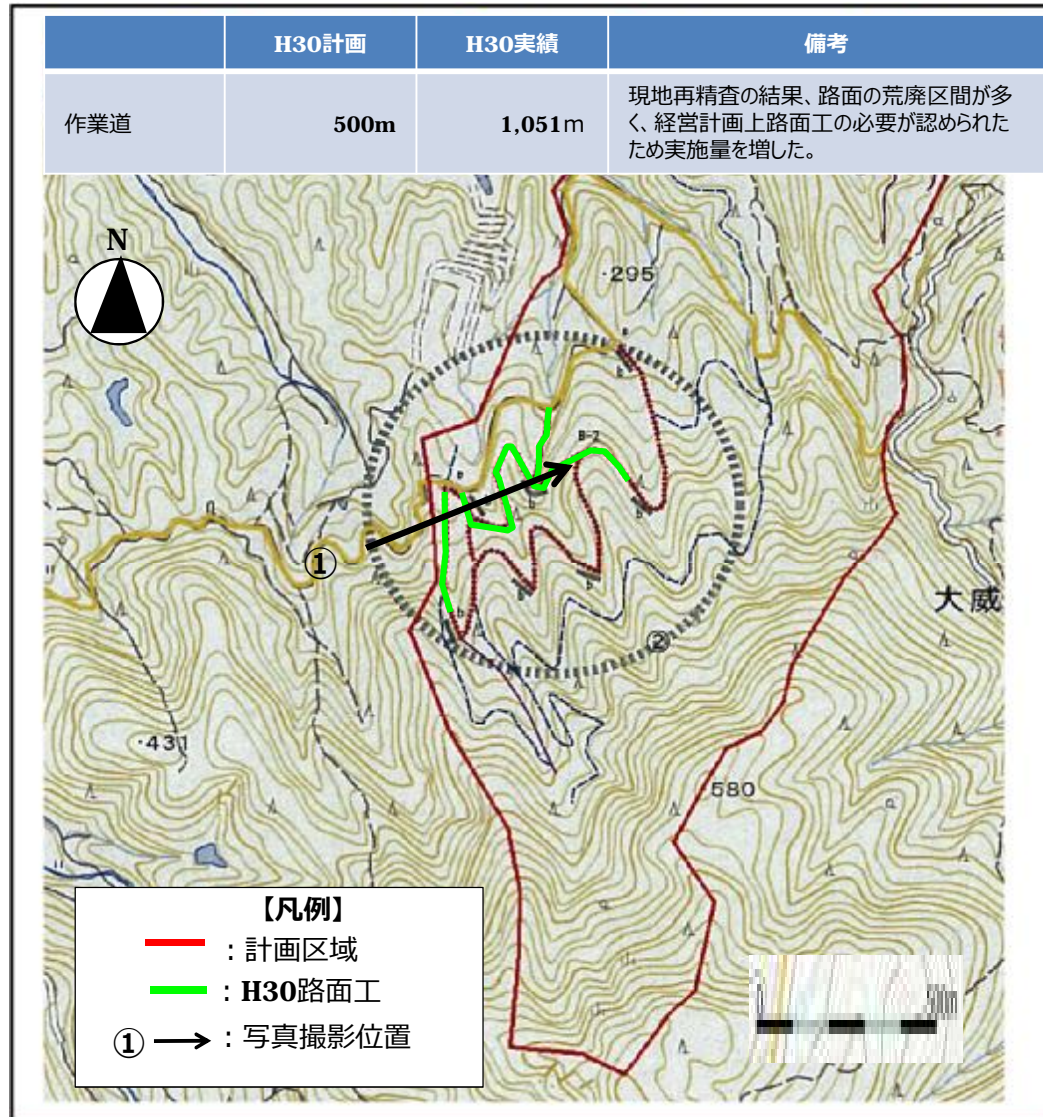 H30計画 H30実績 備考
作業道 500m 1,051m 現地再精査の結果、路面の荒廃区間が多
く、経営計画上路面工の必要が認められた
ため実施量を増した。
N
・295
B-2
①
②
大威
・431
580
【凡例】
：計画区域
：H30路面工
① ：写真撮影位置